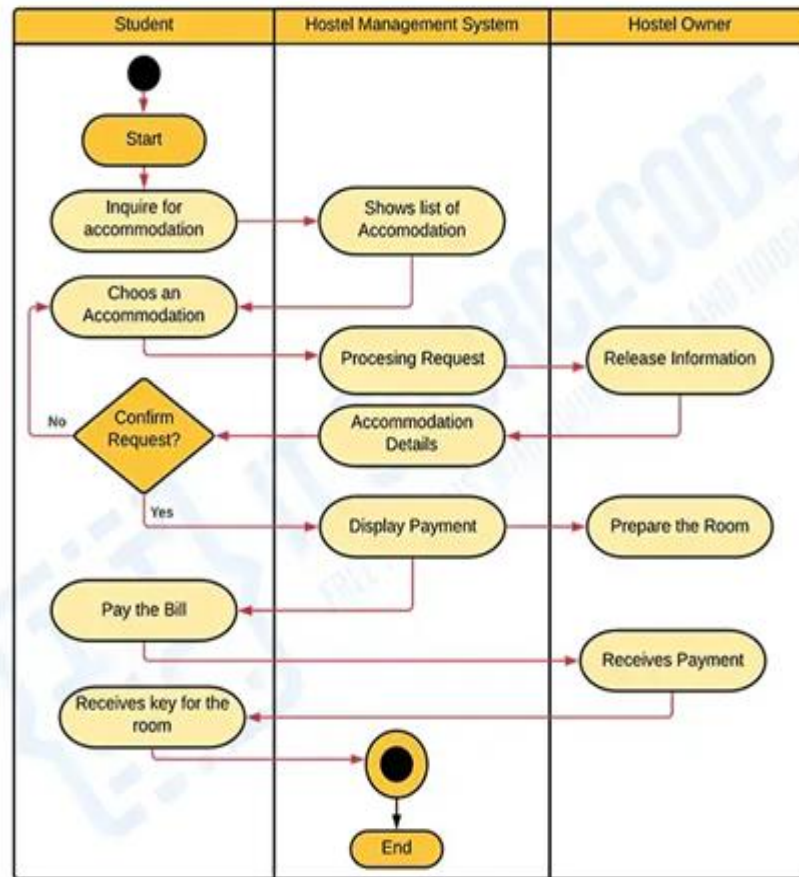 Student
Hostel Management System
Hostel Owner
Start
Inquire for
accommodation
Shows list of
Accomodation
Choos an
Accommodation
Procesing Request
Release Information
Accommodation
Details
Confirm
Request?
No
Yes
Display Payment
Prepare the Room
Pay the Bill
Receives Payment
Receives key for the
room
End